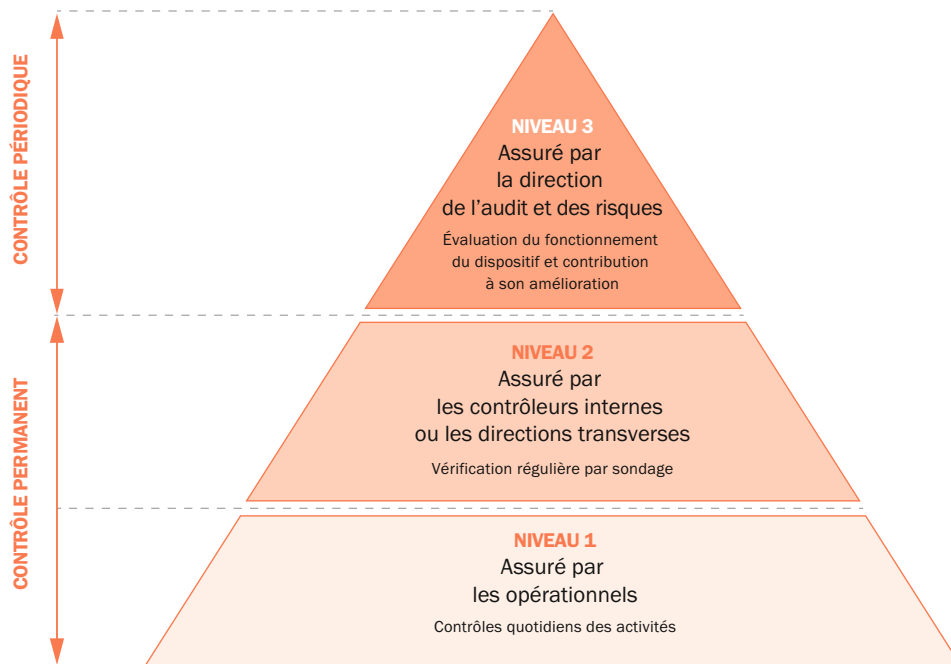 CONTRÔLE PÉRIODIQUE
NIVEAU 3
Assuré par
la direction
de l’audit et des risques
Évaluation du fonctionnement
du dispositif et contribution
à son amélioration
CONTRÔLE PERMANENT
NIVEAU 2
Assuré par
les contrôleurs internes
ou les directions transverses
Vérification régulière par sondage
NIVEAU 1
Assuré par
les opérationnels
Contrôles quotidiens des activités